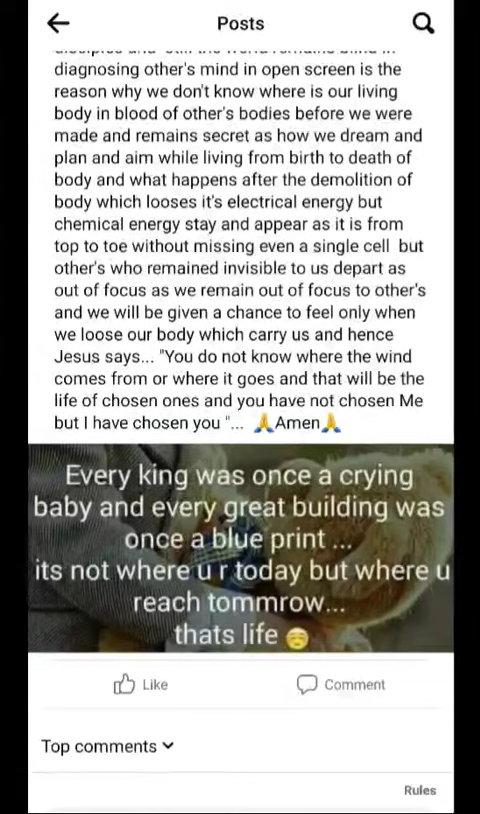 Posts
diagnosing other's mind in open screen is the
reason why we don't know where is our living
body in blood of other's bodies before we were
made and remains secret as how we dream and
plan and aim while living from birth to death of
body and what happens after the demolition of
body which looses it's electrical energy but
chemical energy stay and appear as it is from
top to toe without missing even a single cell but
other's who remained invisible to us depart as
out of focus as we remain out of focus to other's
and we will be given a chance to feel only when
we loose our body which carry us and hence
Jesus says... "You do not know where the wind
comes from or where it goes and that will be the
life of chosen ones and you have not chosen Me
but I have chosen you "... 🙏Amen🙏
Every king was once a crying
baby and every great building was
once a blue print ...
its not where u r today but where u
reach tommrow...
thats life 😇
Like
Comment
Top comments
Rules